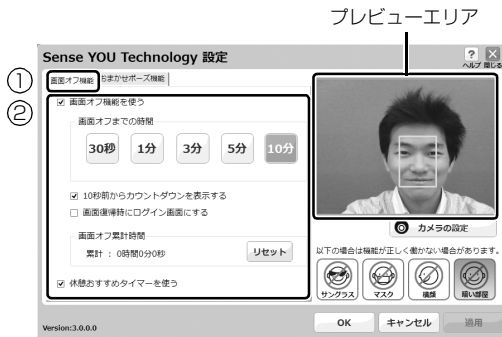 プレビューエリア
Sense YOU Technology 設定
? ×
ヘルプ 閉じる
①
画面オフ機能 おまかせポーズ機能
②
画面オフ機能を使う
画面オフまでの時間
30秒 1分 3分 5分 10分
10秒前からカウントダウンを表示する
画面復帰時にログイン画面にする
画面オフ累計時間
累計 : 0時間0分0秒
リセット
休憩おすすめタイマーを使う
カメラの設定
以下の場合は機能が正しく働かない場合があります。
サングラス マスク 横顔 暗い部屋
Version:3.0.0.0
OK キャンセル 適用